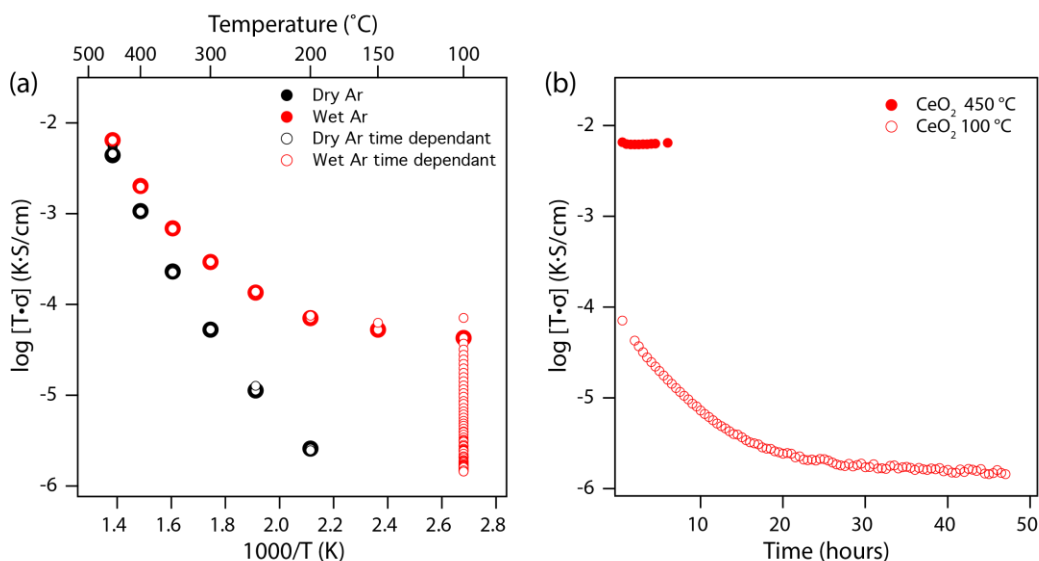 Temperature (˚C)
500 400 300 200 150 100
(a)
Dry Ar
Wet Ar
Dry Ar time dependant
Wet Ar time dependant
log [T•σ] (K·S/cm)
-2
-3
-4
-5
-6
1.4 1.6 1.8 2.0 2.2 2.4 2.6 2.8
1000/T (K)
(b)
CeO₂ 450 °C
CeO₂ 100 °C
log [T•σ] (K·S/cm)
-2
-3
-4
-5
-6
10 20 30 40 50
Time (hours)